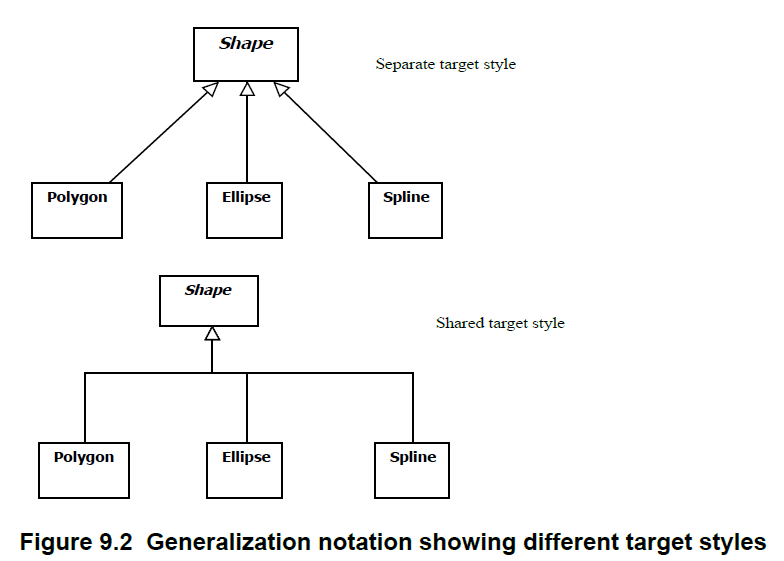 Shape
Separate target style
Polygon
Ellipse
Spline
Shape
Shared target style
Polygon
Ellipse
Spline
Figure 9.2 Generalization notation showing different target styles